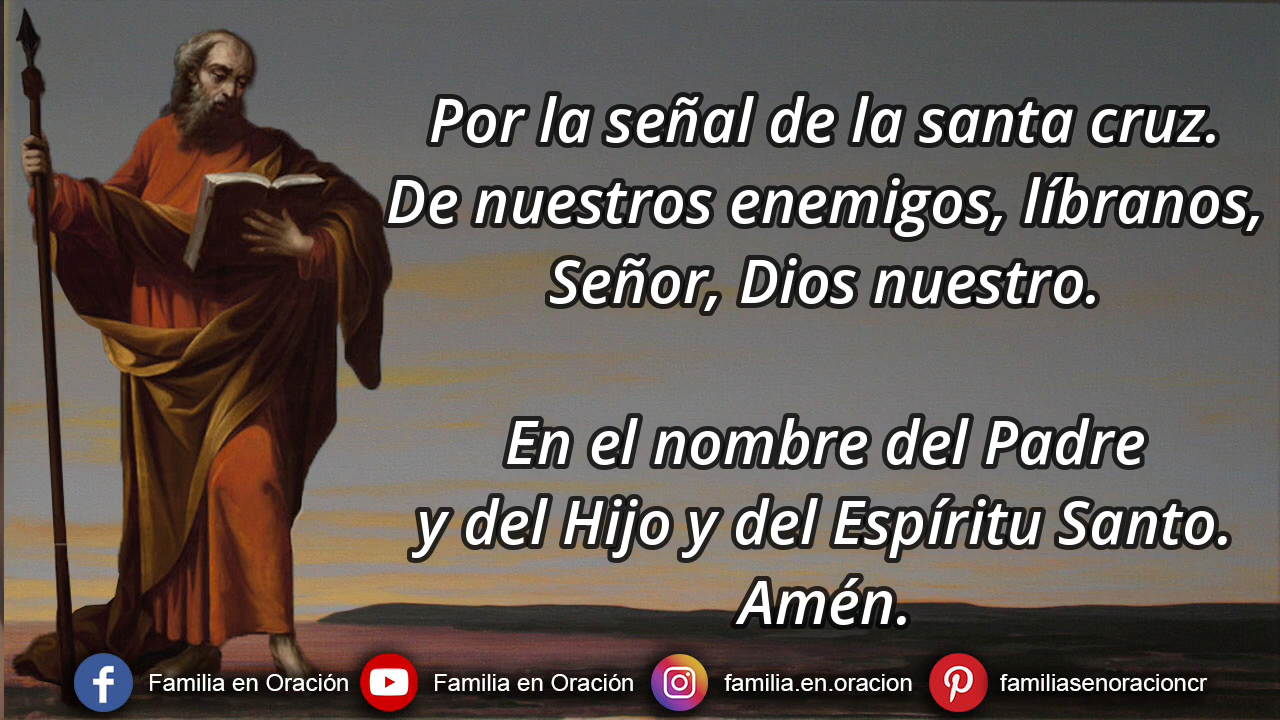 Por la señal de la santa cruz.
De nuestros enemigos, líbranos,
Señor, Dios nuestro.
En el nombre del Padre
y del Hijo y del Espíritu Santo.
Amén.
Familia en Oración
Familia en Oración
familia.en.oracion
familiasenoracioncr